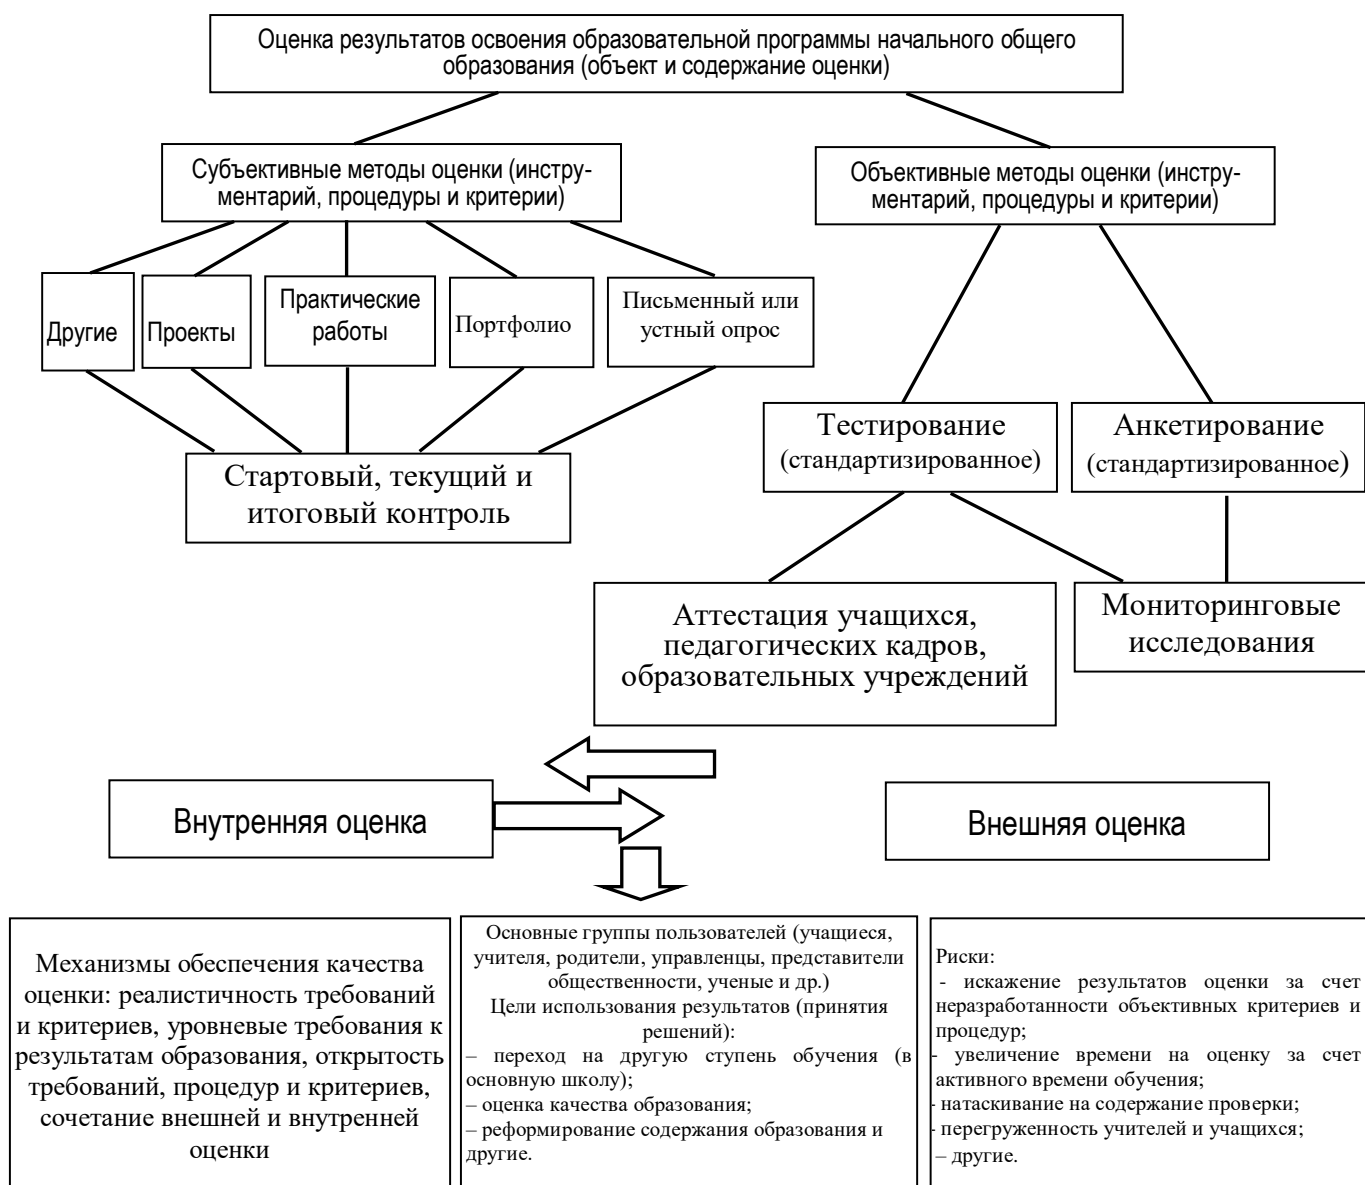 Оценка результатов освоения образовательной программы начального общего
образования (объект и содержание оценки)
Субъективные методы оценки (инстру-
ментарий, процедуры и критерии)
Объективные методы оценки (инстру-
ментарий, процедуры и критерии)
Другие
Проекты
Практические
работы
Портфолио
Письменный или
устный опрос
Тестирование
(стандартизированное)
Анкетирование
(стандартизированное)
Стартовый, текущий и
итоговый контроль
Аттестация учащихся,
педагогических кадров,
образовательных учреждений
Мониторинговые
исследования
Внутренняя оценка
Внешняя оценка
Механизмы обеспечения качества
оценки: реалистичность требований
и критериев, уровневые требования к
результатам образования, открытость
требований, процедур и критериев,
сочетание внешней и внутренней
оценки
Основные группы пользователей (учащиеся,
учителя, родители, управленцы, представители
общественности, ученые и др.)
Цели использования результатов (принятия
решений):
– переход на другую ступень обучения (в
основную школу);
– оценка качества образования;
– реформирование содержания образования и
другие.
Риски:
- искажение результатов оценки за счет
неразработанности объективных критериев и
процедур;
- увеличение времени на оценку за счет
активного времени обучения;
- натаскивание на содержание проверки;
- перегруженность учителей и учащихся;
– другие.